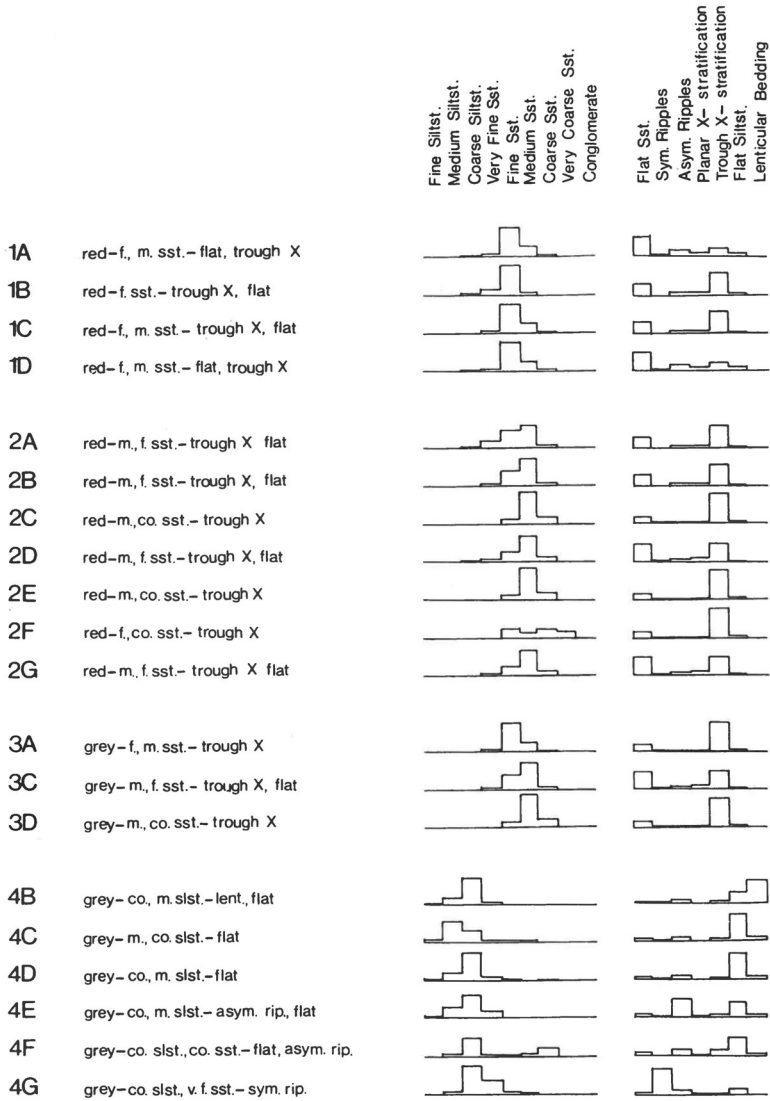 Fine Siltst.
Medium Siltst.
Coarse Siltst.
Very Fine Sst.
Fine Sst.
Medium Sst.
Coarse Sst.
Very Coarse Sst.
Conglomerate
Flat Sst.
Sym. Ripples
Asym. Ripples
Planar X- stratification
Trough X- stratification
Flat Siltst.
Lenticular Bedding
1A red-f., m. sst.- flat, trough X
1B red-f. sst.- trough X, flat
1C red-f., m. sst.- trough X, flat
1D red-f., m. sst.- flat, trough X
2A red-m., f. sst.- trough X flat
2B red-m., f. sst.- trough X, flat
2C red-m., co. sst.- trough X
2D red-m., f. sst.- trough X, flat
2E red-m., co. sst.- trough X
2F red-f., co. sst.- trough X
2G red-m., f. sst.- trough X flat
3A grey-f., m. sst.- trough X
3C grey-m., f. sst.- trough X, flat
3D grey-m., co. sst.- trough X
4B grey-co., m. slst.-lent., flat
4C grey-m., co. slst.-flat
4D grey-co., m. slst.-flat
4E grey-co., m. slst.- asym. rip., flat
4F grey-co. slst., co. sst.-flat, asym. rip.
4G grey-co. slst., v. f. sst.-sym. rip.